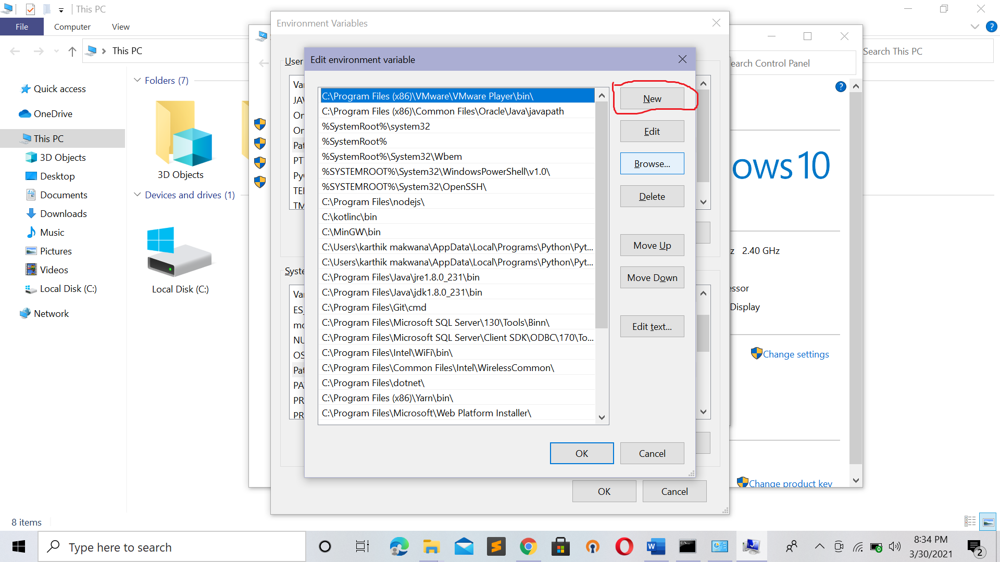 This PC
File
Computer
View
This PC
Search This PC
Quick access
OneDrive
This PC
3D Objects
Desktop
Documents
Downloads
Music
Pictures
Videos
Local Disk (C:)
Network
Folders (7)
3D Objects
Devices and drives (1)
Local Disk (C:)
8 items
earch Control Panel
ows 10
z 2.40 GHz
essor
Display
Change settings
Change product key
Environment Variables
User
Va
JAV
On
On
Pat
PT
Py
TE
TM
Syste
Va
ES_
mo
NU
OS
Pat
PA
PR
PR
OK
Cancel
Edit environment variable
C:\Program Files (x86)\VMware\VMware Player\bin\
C:\Program Files (x86)\Common Files\Oracle\Java\javapath
%SystemRoot%\system32
%SystemRoot%
%SystemRoot%\System32\Wbem
%SYSTEMROOT%\System32\WindowsPowerShell\v1.0\
%SYSTEMROOT%\System32\OpenSSH\
C:\Program Files\nodejs\
C:\kotlinc\bin
C:\MinGW\bin
C:\Users\karthik makwana\AppData\Local\Programs\Python\Pyt...
C:\Users\karthik makwana\AppData\Local\Programs\Python\Pyt...
C:\Program Files\Java\jre1.8.0_231\bin
C:\Program Files\Java\jdk1.8.0_231\bin
C:\Program Files\Git\cmd
C:\Program Files\Microsoft SQL Server\130\Tools\Binn\
C:\Program Files\Microsoft SQL Server\Client SDK\ODBC\170\To...
C:\Program Files\Intel\WiFi\bin\
C:\Program Files\Common Files\Intel\WirelessCommon\
C:\Program Files\dotnet\
C:\Program Files (x86)\Yarn\bin\
C:\Program Files\Microsoft\Web Platform Installer\
New
Edit
Browse...
Delete
Move Up
Move Down
Edit text...
OK
Cancel
Type here to search
8:34 PM
3/30/2021
2